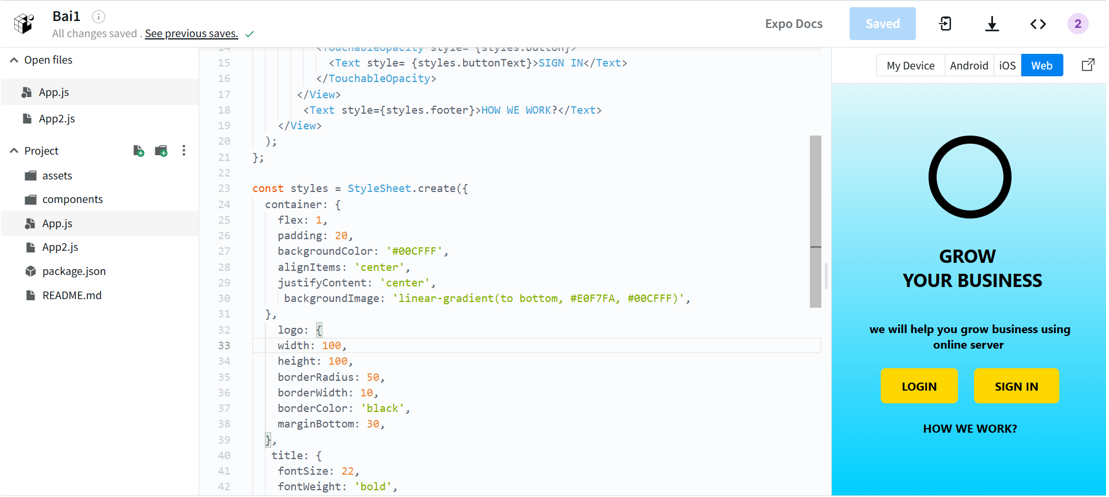 Bai1
All changes saved . See previous saves.
Expo Docs
Saved
2
Open files
App.js
App2.js
Project
assets
components
App.js
App2.js
package.json
README.md
14 <TouchableOpacity style= {styles.button}>
15 <Text style= {styles.buttonText}>SIGN IN</Text>
16 </TouchableOpacity>
17 </View>
18 <Text style={styles.footer}>HOW WE WORK?</Text>
19 </View>
20 );
21 };
22
23 const styles = StyleSheet.create({
24 container: {
25 flex: 1,
26 padding: 20,
27 backgroundColor: '#00CFFF',
28 alignItems: 'center',
29 justifyContent: 'center',
30 backgroundImage: 'linear-gradient(to bottom, #E0F7FA, #00CFFF)',
31 },
32 logo: {
33 width: 100,
34 height: 100,
35 borderRadius: 50,
36 borderWidth: 10,
37 borderColor: 'black',
38 marginBottom: 30,
39 },
40 title: {
41 fontSize: 22,
42 fontWeight: 'bold',
My Device Android iOS Web
GROW
YOUR BUSINESS
we will help you grow business using
online server
LOGIN SIGN IN
HOW WE WORK?